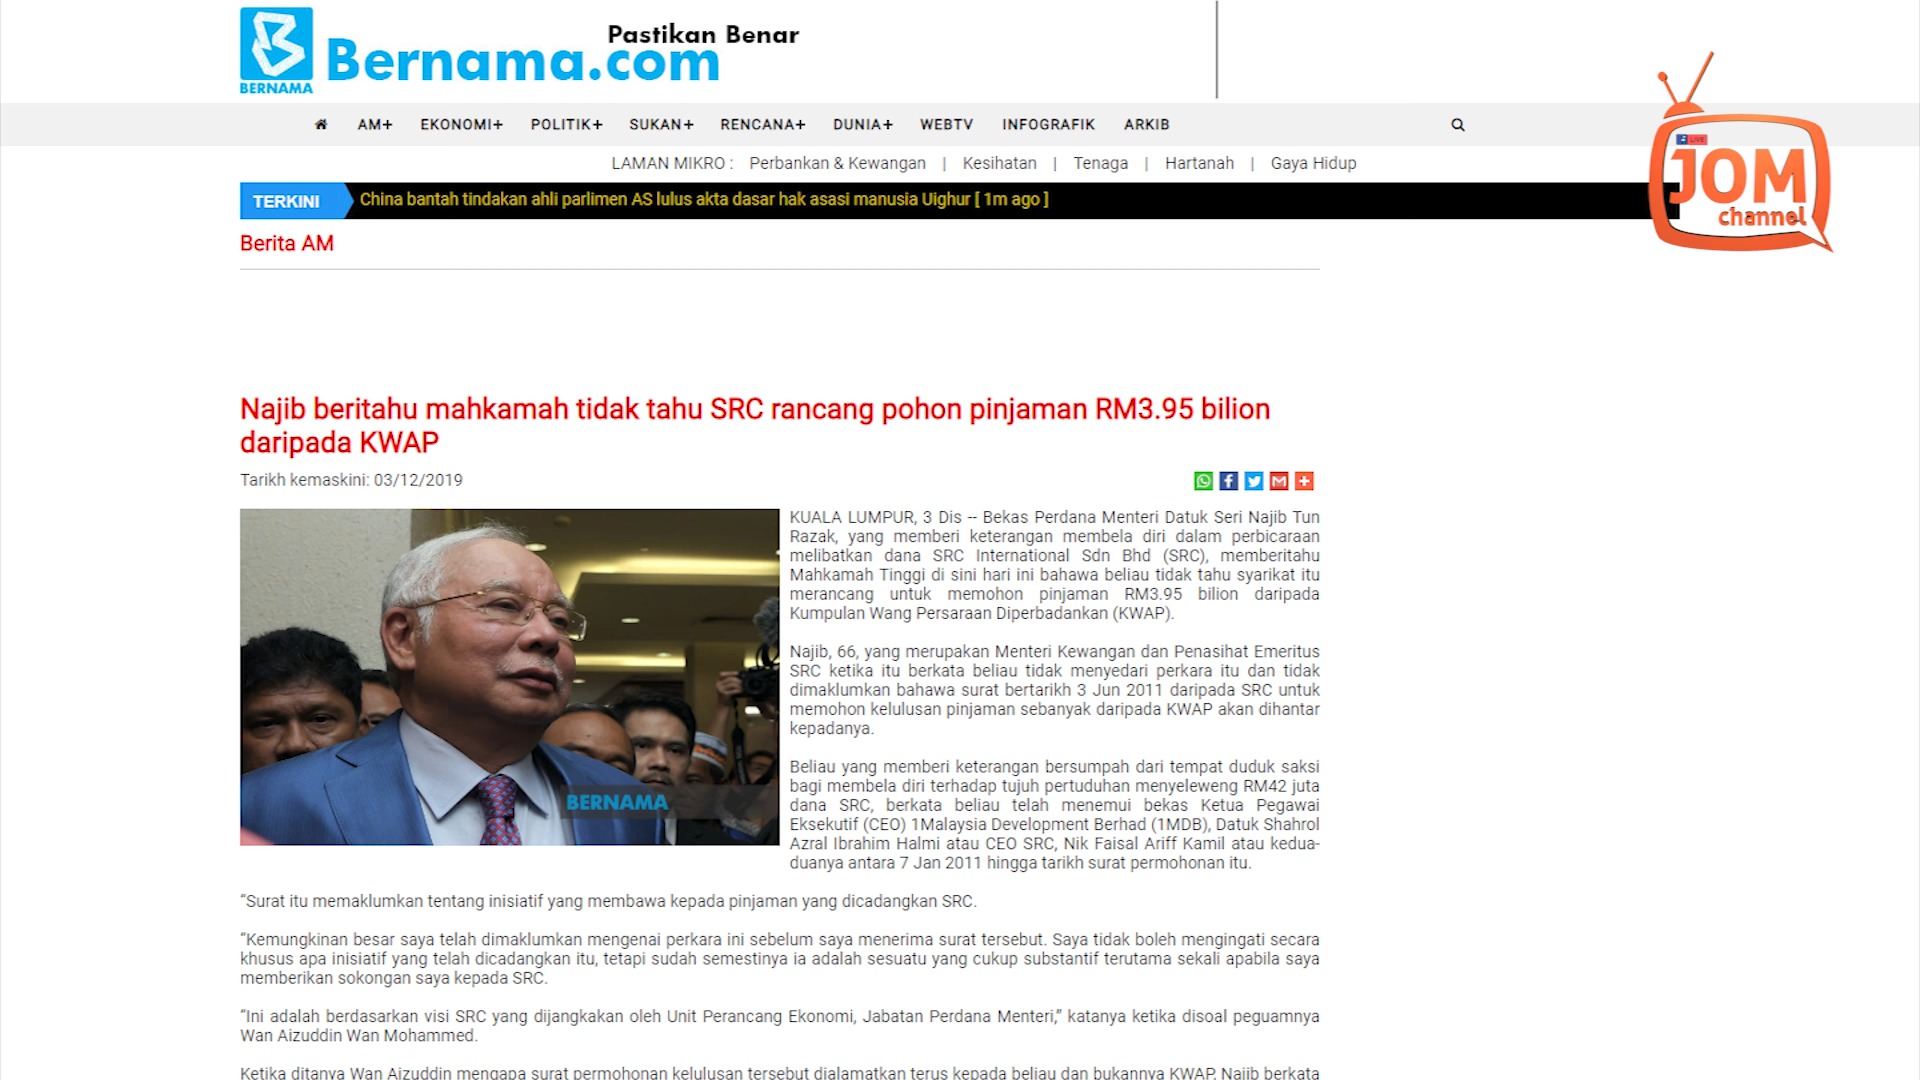 Pastikan Benar
Bernama.com
BERNAMA
AM+ EKONOMI+ POLITIK+ SUKAN+ RENCANA+ DUNIA+ WEBTV INFOGRAFIK ARKIB
LIVE
JOM
channel
LAMAN MIKRO : Perbankan & Kewangan | Kesihatan | Tenaga | Hartanah | Gaya Hidup
TERKINI China bantah tindakan ahli parlimen AS lulus akta dasar hak asasi manusia Uighur [ 1m ago ]
Berita AM
Najib beritahu mahkamah tidak tahu SRC rancang pohon pinjaman RM3.95 bilion
daripada KWAP
Tarikh kemaskini: 03/12/2019
BERNAMA
KUALA LUMPUR, 3 Dis -- Bekas Perdana Menteri Datuk Seri Najib Tun
Razak, yang memberi keterangan membela diri dalam perbicaraan
melibatkan dana SRC International Sdn Bhd (SRC), memberitahu
Mahkamah Tinggi di sini hari ini bahawa beliau tidak tahu syarikat itu
merancang untuk memohon pinjaman RM3.95 bilion daripada
Kumpulan Wang Persaraan Diperbadankan (KWAP).
Najib, 66, yang merupakan Menteri Kewangan dan Penasihat Emeritus
SRC ketika itu berkata beliau tidak menyedari perkara itu dan tidak
dimaklumkan bahawa surat bertarikh 3 Jun 2011 daripada SRC untuk
memohon kelulusan pinjaman sebanyak daripada KWAP akan dihantar
kepadanya.
Beliau yang memberi keterangan bersumpah dari tempat duduk saksi
bagi membela diri terhadap tujuh pertuduhan menyeleweng RM42 juta
dana SRC, berkata beliau telah menemui bekas Ketua Pegawai
Eksekutif (CEO) 1Malaysia Development Berhad (1MDB), Datuk Shahrol
Azral Ibrahim Halmi atau CEO SRC, Nik Faisal Ariff Kamil atau kedua-
duanya antara 7 Jan 2011 hingga tarikh surat permohonan itu.
“Surat itu memaklumkan tentang inisiatif yang membawa kepada pinjaman yang dicadangkan SRC.
“Kemungkinan besar saya telah dimaklumkan mengenai perkara ini sebelum saya menerima surat tersebut. Saya tidak boleh mengingati secara
khusus apa inisiatif yang telah dicadangkan itu, tetapi sudah semestinya ia adalah sesuatu yang cukup substantif terutama sekali apabila saya
memberikan sokongan saya kepada SRC.
“Ini adalah berdasarkan visi SRC yang dijangkakan oleh Unit Perancang Ekonomi, Jabatan Perdana Menteri,” katanya ketika disoal peguamnya
Wan Aizuddin Wan Mohammed.
Ketika ditanya Wan Aizuddin mengapa surat permohonan kelulusan tersebut dialamatkan terus kepada beliau dan bukannya KWAP, Najib berkata